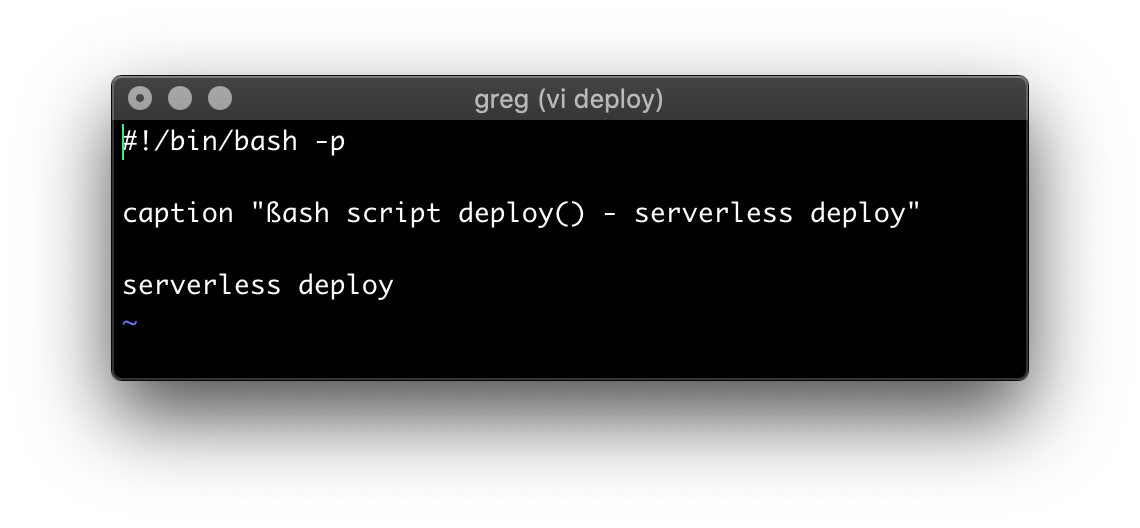 greg (vi deploy)
#!/bin/bash -p
caption "ßash script deploy() - serverless deploy"
serverless deploy
~